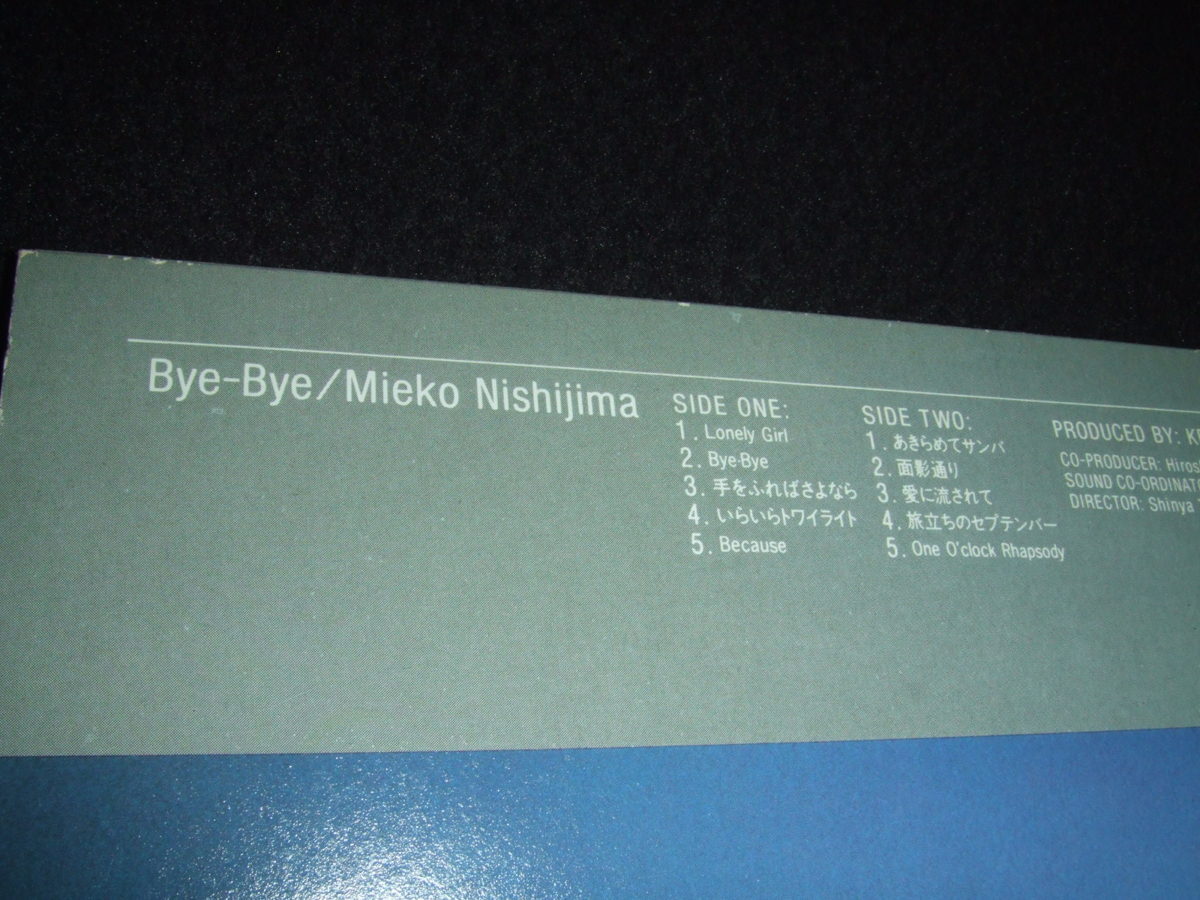 Bye-Bye/Mieko Nishijima
SIDE ONE:
1. Lonely Girl
2. Bye-Bye
3. 手をふればさよなら
4. いらいらトワイライト
5. Because
SIDE TWO:
1. あきらめてサンバ
2. 面影通り
3. 愛に流されて
4. 旅立ちのセプテンバー
5. One O'clock Rhapsody
PRODUCED BY:
CO-PRODUCER:
SOUND CO-ORDINATO
DIRECTOR: Shinya